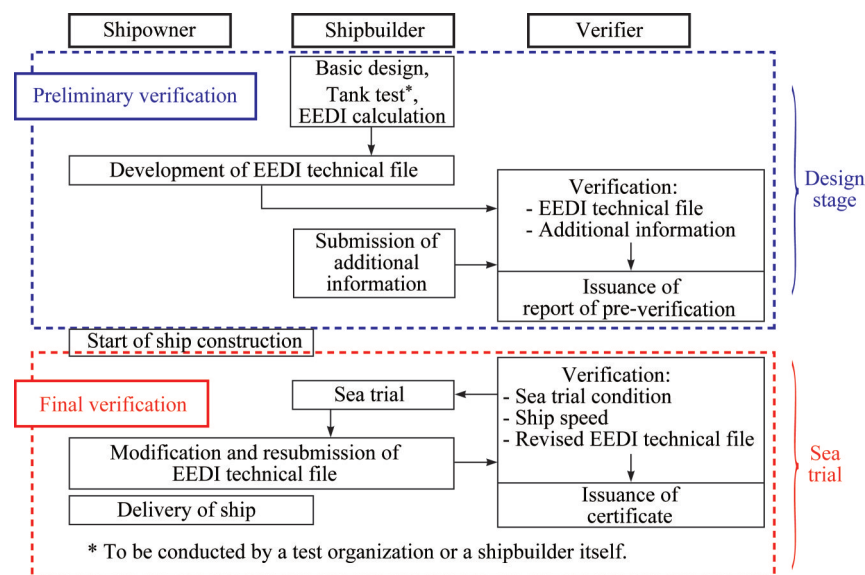 Shipowner
Shipbuilder
Verifier
Preliminary verification
Basic design,
Tank test*,
EEDI calculation
Development of EEDI technical file
Verification:
- EEDI technical file
- Additional information
Submission of
additional
information
Issuance of
report of pre-verification
Design
stage
Start of ship construction
Final verification
Sea trial
Verification:
- Sea trial condition
- Ship speed
- Revised EEDI technical file
Modification and resubmission of
EEDI technical file
Issuance of
certificate
Sea
trial
Delivery of ship
* To be conducted by a test organization or a shipbuilder itself.